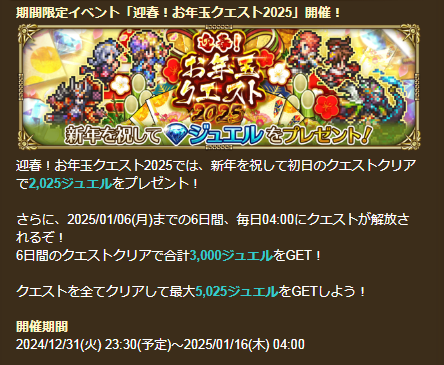 期間限定イベント「迎春！お年玉クエスト2025」開催！
迎春!
お年玉
クエスト
2025
新年を祝してジュエルをプレゼント!
迎春！お年玉クエスト2025では、新年を祝して初日のクエストクリア
で2,025ジュエルをプレゼント！
さらに、2025/01/06(月)までの6日間、毎日04:00にクエストが解放さ
れるぞ！
6日間のクエストクリアで合計3,000ジュエルをGET！
クエストを全てクリアして最大5,025ジュエルをGETしよう！
開催期間
2024/12/31(火) 23:30(予定)～2025/01/16(木) 04:00